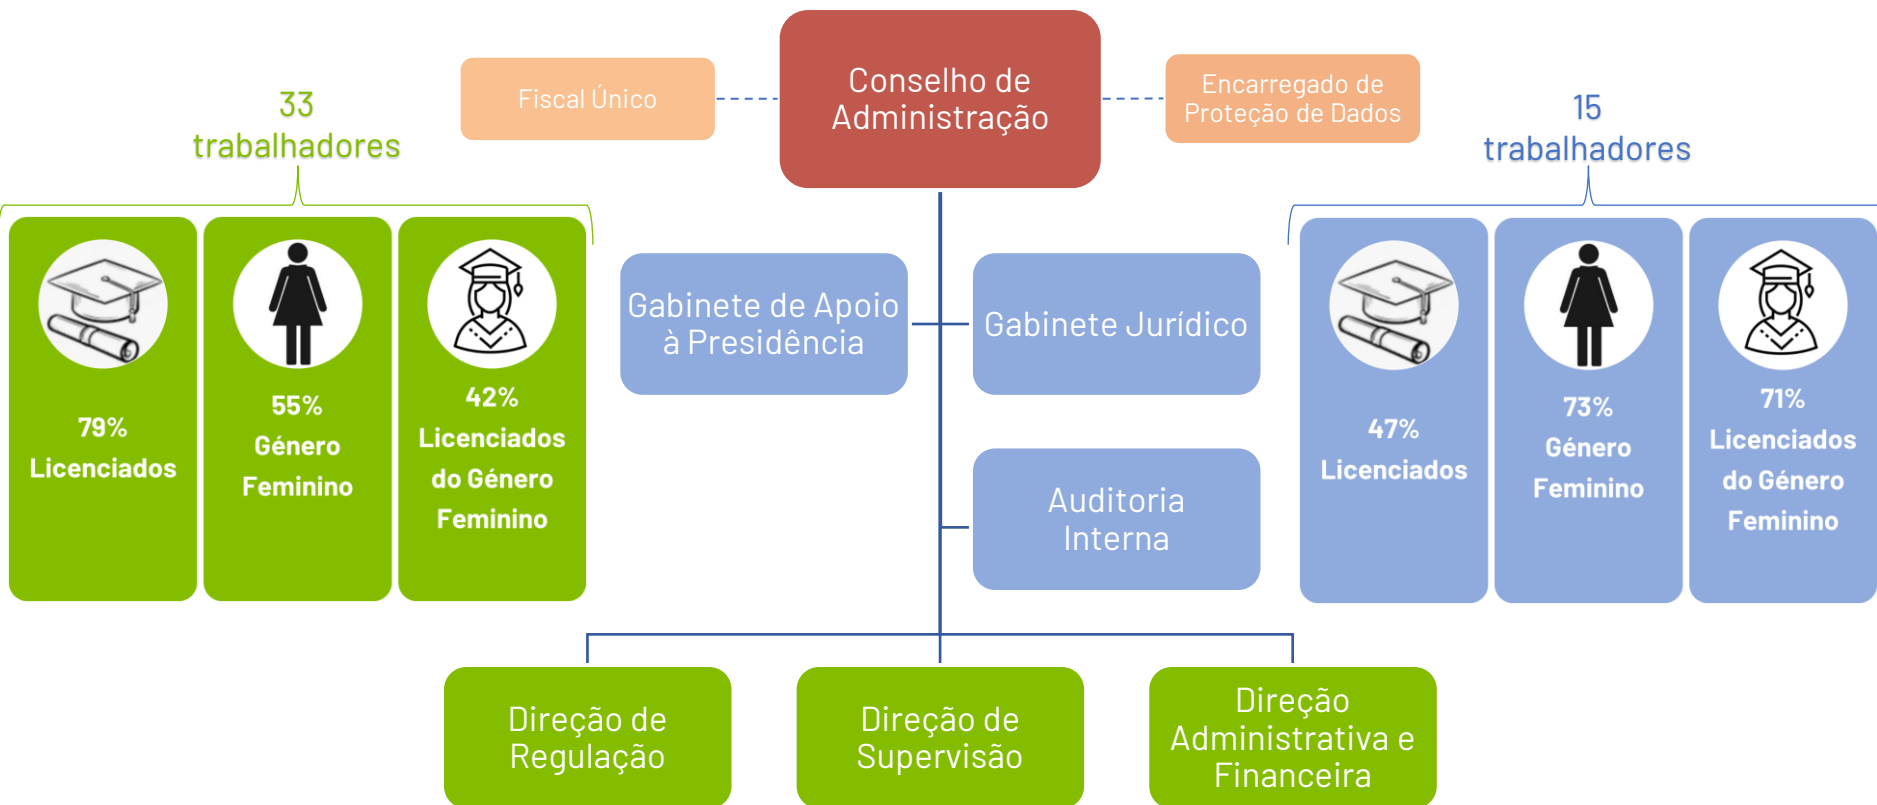 Conselho de
Administração
Fiscal Único
Encarregado de
Proteção de Dados
33
trabalhadores
79%
Licenciados
55%
Género
Feminino
42%
Licenciados
do Género
Feminino
Gabinete de Apoio
à Presidência
Gabinete Jurídico
Auditoria
Interna
15
trabalhadores
47%
Licenciados
73%
Género
Feminino
71%
Licenciados
do Género
Feminino
Direção de
Regulação
Direção de
Supervisão
Direção
Administrativa e
Financeira